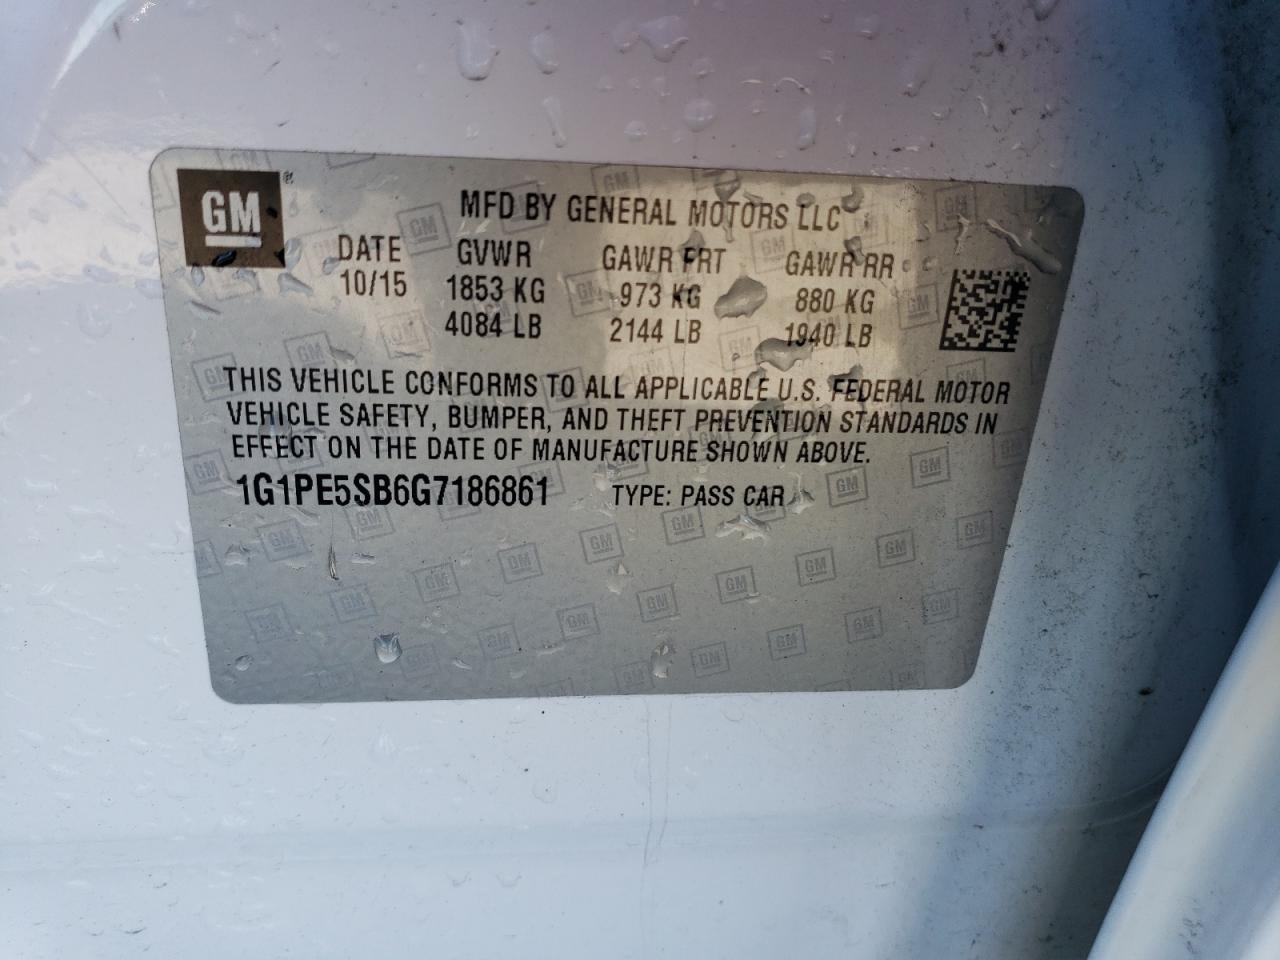 GM®
MFD BY GENERAL MOTORS LLC
DATE GVWR GAWR FRT GAWR RR
10/15 1853 KG 973 KG 880 KG
4084 LB 2144 LB 1940 LB
THIS VEHICLE CONFORMS TO ALL APPLICABLE U.S. FEDERAL MOTOR
VEHICLE SAFETY, BUMPER, AND THEFT PREVENTION STANDARDS IN
EFFECT ON THE DATE OF MANUFACTURE SHOWN ABOVE.
1G1PE5SB6G7186861 TYPE: PASS CAR